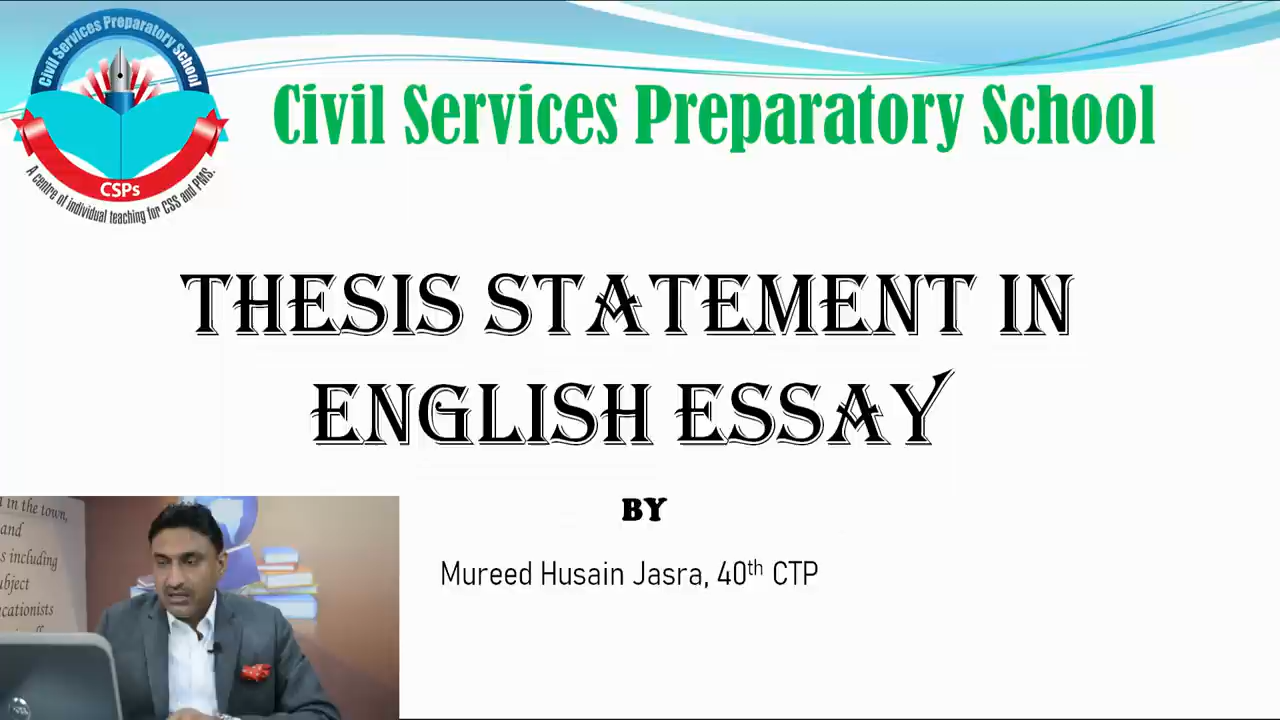 Civil Services Preparatory School
CSPs
A centre of individual teaching for CSS and PMS.
Civil Services Preparatory School
THESIS STATEMENT IN
ENGLISH ESSAY
BY
Mureed Husain Jasra, 40th CTP
in the town,
and
s including
ubject
ucationists